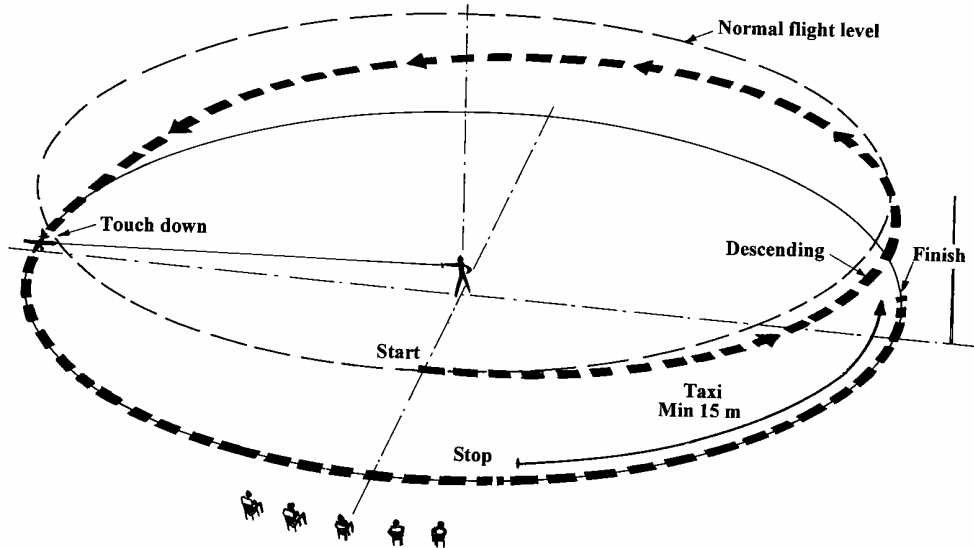 Normal flight level
Touch down
Descending
Finish
Start
Taxi
Min 15 m
Stop